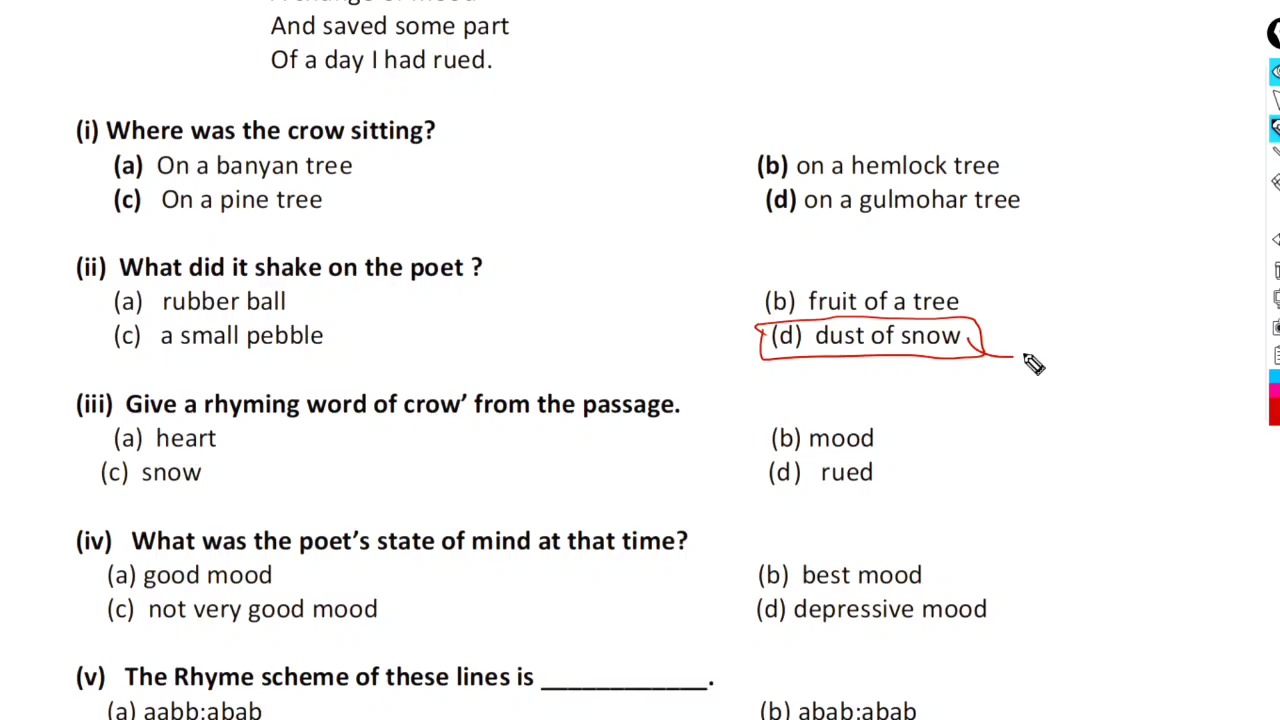 And saved some part
Of a day I had rued.
(i) Where was the crow sitting?
(a) On a banyan tree (b) on a hemlock tree
(c) On a pine tree (d) on a gulmohar tree
(ii) What did it shake on the poet ?
(a) rubber ball (b) fruit of a tree
(c) a small pebble (d) dust of snow
(iii) Give a rhyming word of crow’ from the passage.
(a) heart (b) mood
(c) snow (d) rued
(iv) What was the poet’s state of mind at that time?
(a) good mood (b) best mood
(c) not very good mood (d) depressive mood
(v) The Rhyme scheme of these lines is ____________.
(a) aabb:abab (b) abab:abab